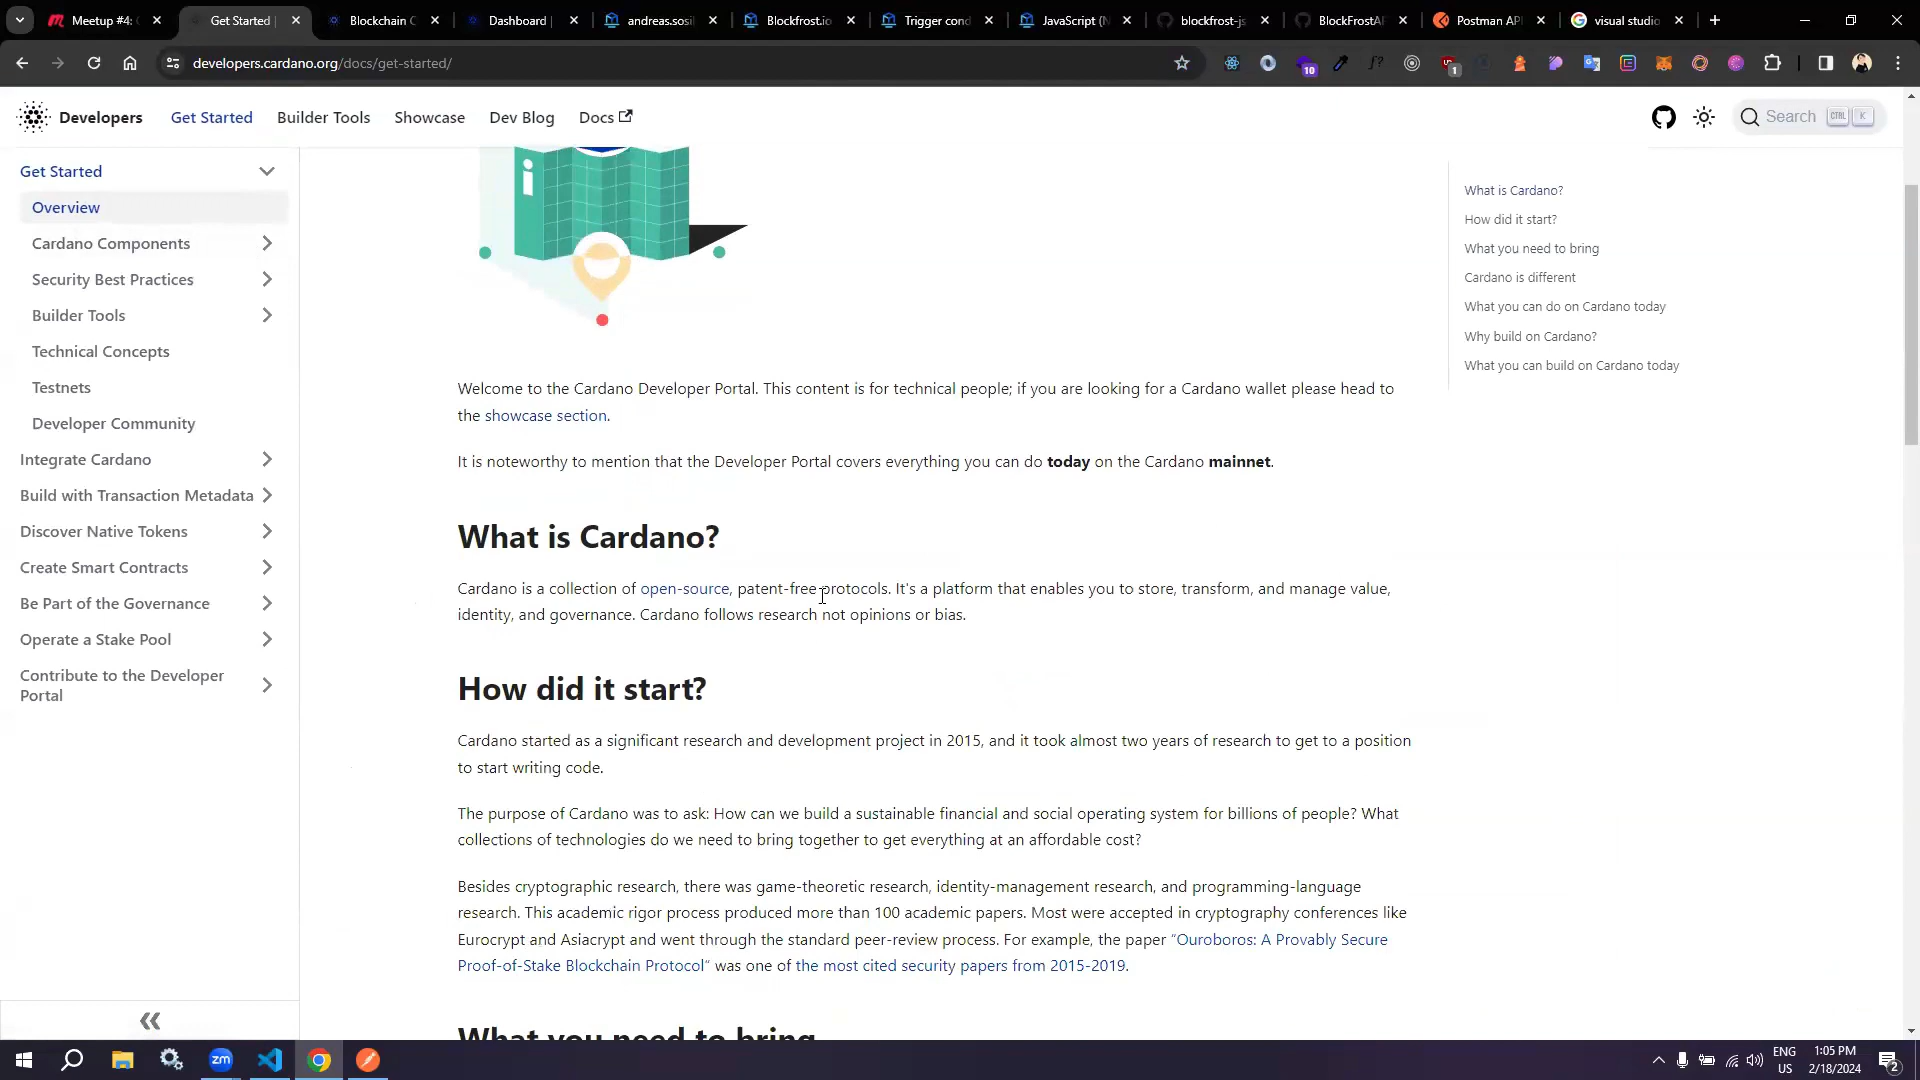 Meetup #4:
Get Started |
Blockchain C
Dashboard |
andreas.sosi
Blockfrost.io
Trigger cond
JavaScript (N
blockfrost-js
BlockFrostAP
Postman API
visual studio
developers.cardano.org/docs/get-started/
10
1
Developers
Get Started
Builder Tools
Showcase
Dev Blog
Docs
Search
CTRL
K
Get Started
Overview
Cardano Components
Security Best Practices
Builder Tools
Technical Concepts
Testnets
Developer Community
Integrate Cardano
Build with Transaction Metadata
Discover Native Tokens
Create Smart Contracts
Be Part of the Governance
Operate a Stake Pool
Contribute to the Developer
Portal
Welcome to the Cardano Developer Portal. This content is for technical people; if you are looking for a Cardano wallet please head to
the showcase section.
It is noteworthy to mention that the Developer Portal covers everything you can do today on the Cardano mainnet.
What is Cardano?
Cardano is a collection of open-source, patent-free protocols. It's a platform that enables you to store, transform, and manage value,
identity, and governance. Cardano follows research not opinions or bias.
How did it start?
Cardano started as a significant research and development project in 2015, and it took almost two years of research to get to a position
to start writing code.
The purpose of Cardano was to ask: How can we build a sustainable financial and social operating system for billions of people? What
collections of technologies do we need to bring together to get everything at an affordable cost?
Besides cryptographic research, there was game-theoretic research, identity-management research, and programming-language
research. This academic rigor process produced more than 100 academic papers. Most were accepted in cryptography conferences like
Eurocrypt and Asiacrypt and went through the standard peer-review process. For example, the paper “Ouroboros: A Provably Secure
Proof-of-Stake Blockchain Protocol” was one of the most cited security papers from 2015-2019.
What you need to bring
What is Cardano?
How did it start?
What you need to bring
Cardano is different
What you can do on Cardano today
Why build on Cardano?
What you can build on Cardano today
zm
ENG
US
1:05 PM
2/18/2024
2